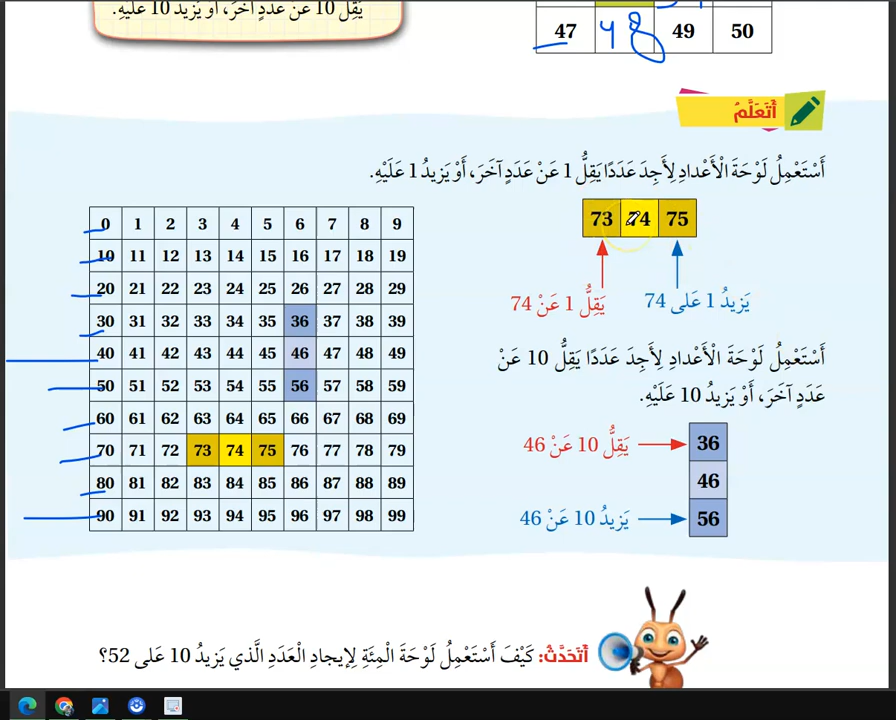 يَقِلُّ 10 عَنْ عَدَدٍ آخَرَ، أَوْ يَزيدُ 10 عَلَيْهِ.
47 48 49 50
أَتَعَلَّمُ
أَسْتَعْمِلُ لَوْحَةَ الْأَعْدادِ لِأَجِدَ عَدَدًا يَقِلُّ 1 عَنْ عَدَدٍ آخَرَ، أَوْ يَزيدُ 1 عَلَيْهِ.
73 74 75
يَقِلُّ 1 عَنْ 74
يَزيدُ 1 عَلى 74
أَسْتَعْمِلُ لَوْحَةَ الْأَعْدادِ لِأَجِدَ عَدَدًا يَقِلُّ 10 عَنْ
عَدَدٍ آخَرَ، أَوْ يَزيدُ 10 عَلَيْهِ.
36
يَقِلُّ 10 عَنْ 46
46
56
يَزيدُ 10 عَنْ 46
0 1 2 3 4 5 6 7 8 9
10 11 12 13 14 15 16 17 18 19
20 21 22 23 24 25 26 27 28 29
30 31 32 33 34 35 36 37 38 39
40 41 42 43 44 45 46 47 48 49
50 51 52 53 54 55 56 57 58 59
60 61 62 63 64 65 66 67 68 69
70 71 72 73 74 75 76 77 78 79
80 81 82 83 84 85 86 87 88 89
90 91 92 93 94 95 96 97 98 99
أَتَحَدَّثُ: كَيْفَ أَسْتَعْمِلُ لَوْحَةَ الْمِئَةِ لِإيجادِ الْعَدَدِ الَّذي يَزيدُ 10 عَلى 52؟